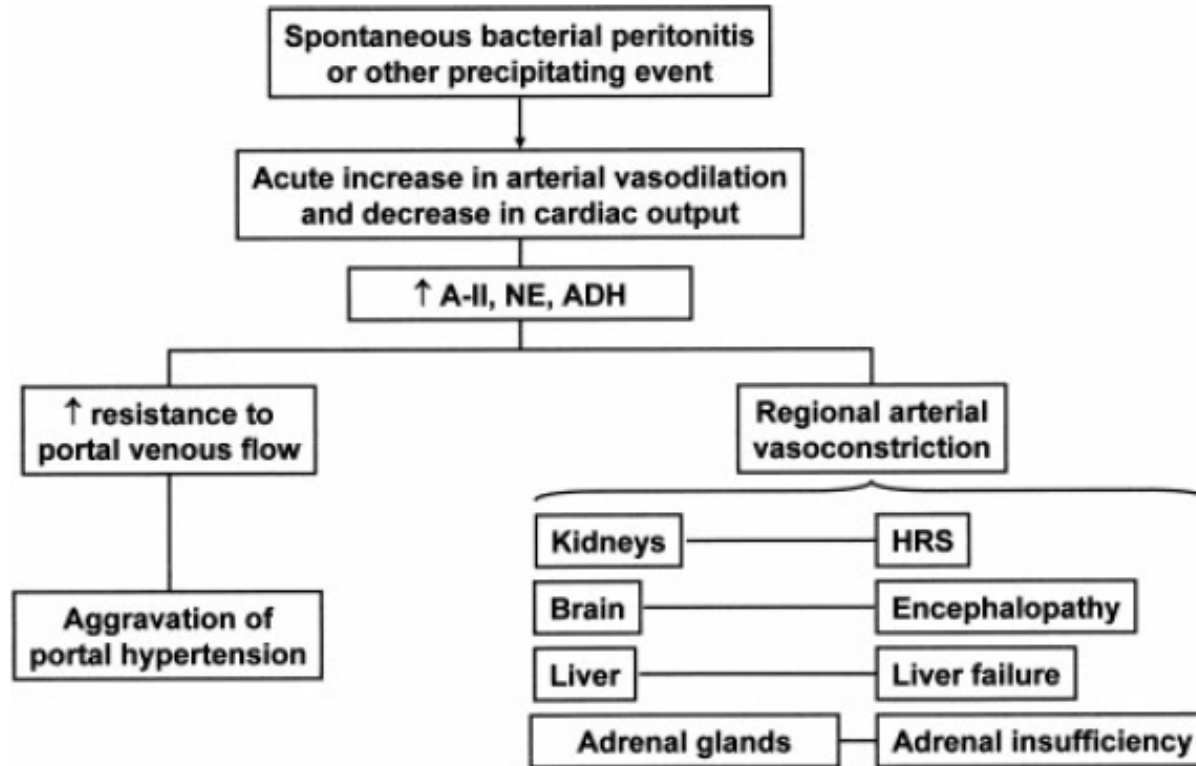 Spontaneous bacterial peritonitis
or other precipitating event
Acute increase in arterial vasodilation
and decrease in cardiac output
↑ A-II, NE, ADH
↑ resistance to
portal venous flow
Aggravation of
portal hypertension
Regional arterial
vasoconstriction
Kidneys HRS
Brain Encephalopathy
Liver Liver failure
Adrenal glands Adrenal insufficiency